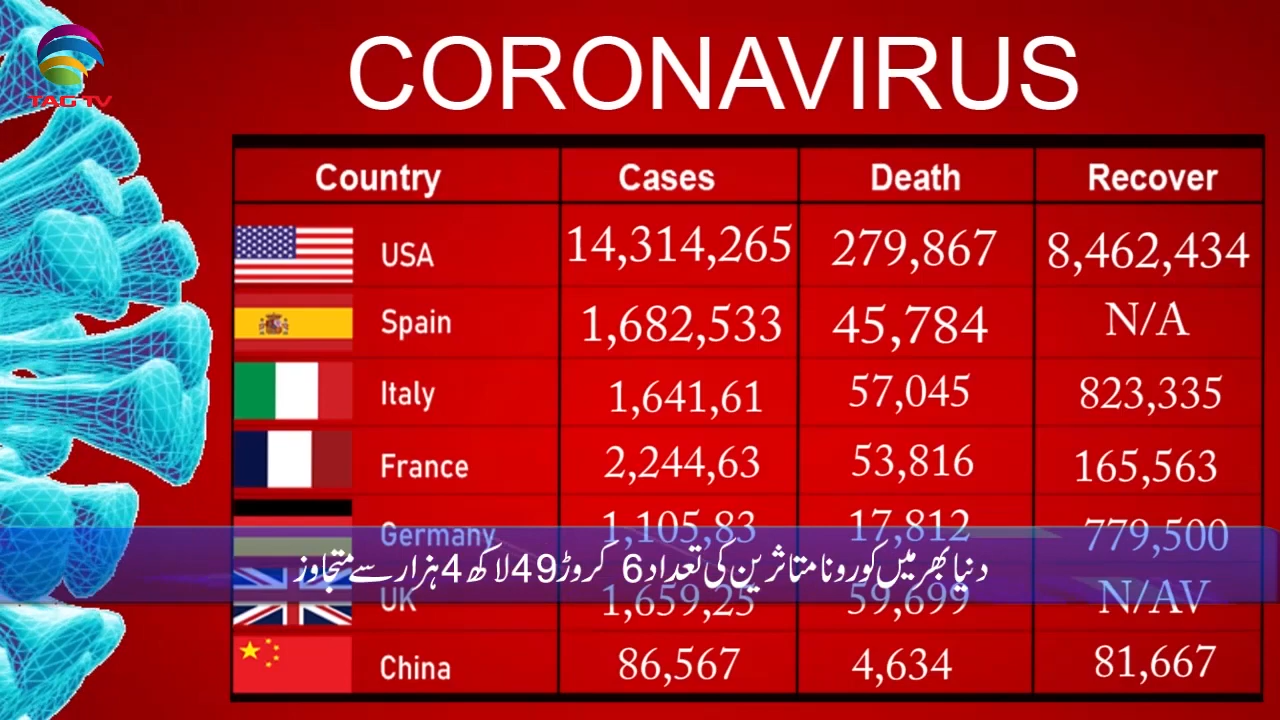 TAG TV
CORONAVIRUS
Country Cases Death Recover
USA 14,314,265 279,867 8,462,434
Spain 1,682,533 45,784 N/A
Italy 1,641,61 57,045 823,335
France 2,244,63 53,816 165,563
Germany 1,105,83 17,812 779,500
دنیا بھر میں کورونا متاثرین کی تعداد 6 کروڑ 49 لاکھ 4 ہزار سے متجاوز
UK 1,659,25 59,699 N/AV
China 86,567 4,634 81,667